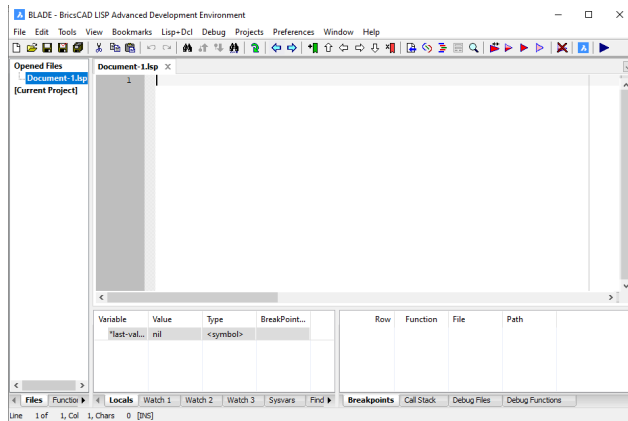 BLADE - BricsCAD LISP Advanced Development Environment
File Edit Tools View Bookmarks Lisp+Dcl Debug Projects Preferences Window Help
Opened Files
Document-1.lsp
[Current Project]
Document-1.lsp
1
Variable Value Type BreakPoint...
*last-val... nil <symbol>
Row Function File Path
Files Function
Locals Watch 1 Watch 2 Watch 3 Sysvars Find
Breakpoints Call Stack Debug Files Debug Functions
Line 1 of 1, Col 1, Chars 0 [INS]